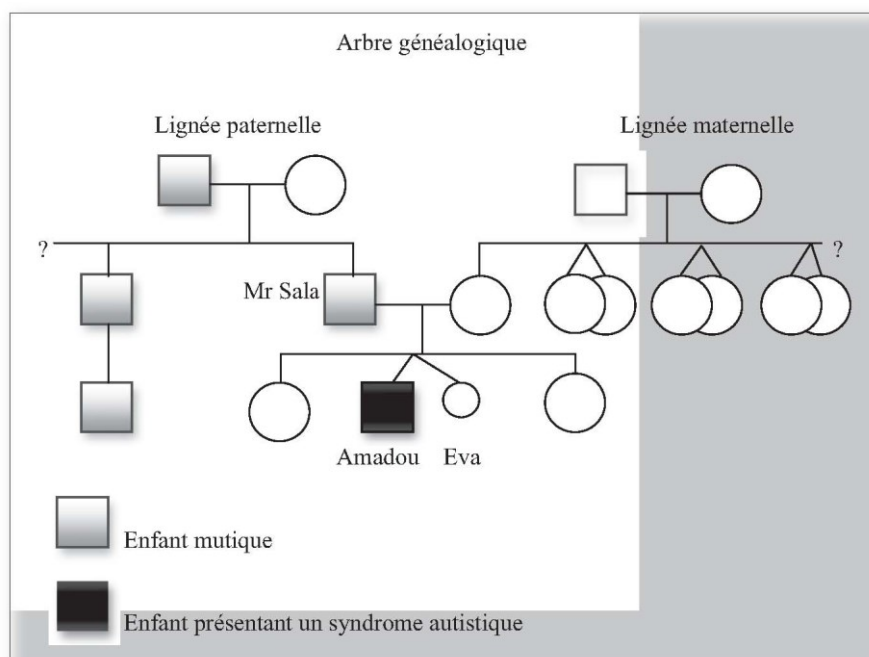 Arbre généalogique
Lignée paternelle
Lignée maternelle
?
?
Mr Sala
Amadou
Eva
Enfant mutique
Enfant présentant un syndrome autistique